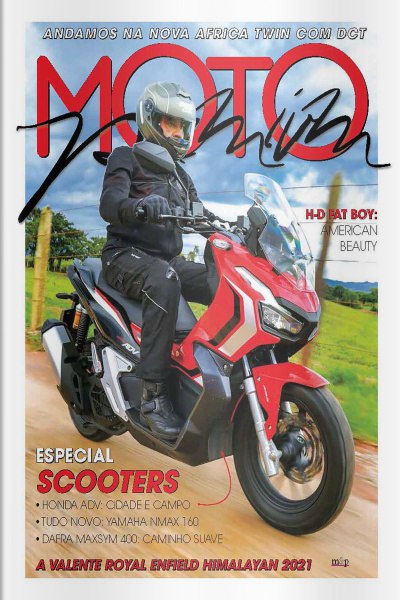 ANDAMOS NA NOVA AFRICA TWIN COM DCT
MOTO
H-D FAT BOY:
AMERICAN
BEAUTY
ADV
ESPECIAL
SCOOTERS
• HONDA ADV: CIDADE E CAMPO
• TUDO NOVO: YAMAHA NMAX 160
• DAFRA MAXSYM 400: CAMINHO SUAVE
A VALENTE ROYAL ENFIELD HIMALAYAN 2021